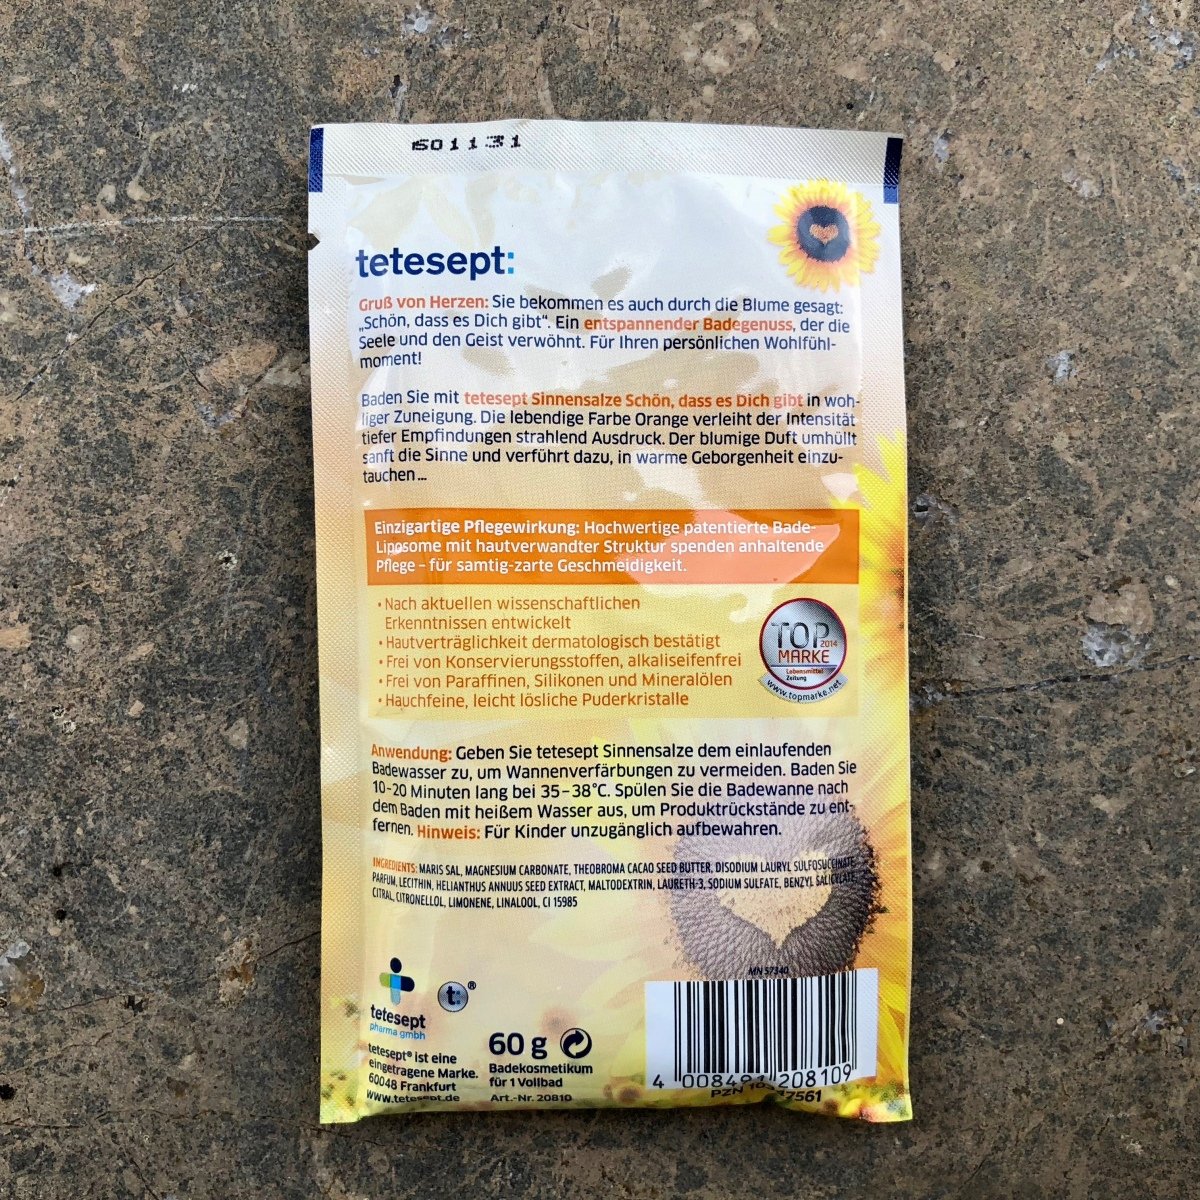 501131
tetesept:
Gruß von Herzen: Sie bekommen es auch durch die Blume gesagt:
„Schön, dass es Dich gibt“. Ein entspannender Badegenuss, der die
Seele und den Geist verwöhnt. Für Ihren persönlichen Wohlfühl-
moment!
Baden Sie mit tetesept Sinnensalze Schön, dass es Dich gibt in woh-
liger Zuneigung. Die lebendige Farbe Orange verleiht der Intensität
tiefer Empfindungen strahlend Ausdruck. Der blumige Duft umhüllt
sanft die Sinne und verführt dazu, in warme Geborgenheit einzu-
tauchen...
Einzigartige Pflegewirkung: Hochwertige patentierte Bade-
Liposome mit hautverwandter Struktur spenden anhaltende
Pflege – für samtig-zarte Geschmeidigkeit.
• Nach aktuellen wissenschaftlichen
Erkenntnissen entwickelt
• Hautverträglichkeit dermatologisch bestätigt
• Frei von Konservierungsstoffen, alkaliseifenfrei
• Frei von Paraffinen, Silikonen und Mineralölen
• Hauchfeine, leicht lösliche Puderkristalle
TOP
2014
MARKE
Lebensmittel
Zeitung
www.topmarke.net
Anwendung: Geben Sie tetesept Sinnensalze dem einlaufenden
Badewasser zu, um Wannenverfärbungen zu vermeiden. Baden Sie
10-20 Minuten lang bei 35–38°C. Spülen Sie die Badewanne nach
dem Baden mit heißem Wasser aus, um Produktrückstände zu ent-
fernen. Hinweis: Für Kinder unzugänglich aufbewahren.
INGREDIENTS: MARIS SAL, MAGNESIUM CARBONATE, THEOBROMA CACAO SEED BUTTER, DISODIUM LAURYL SULFOSUCCINATE,
PARFUM, LECITHIN, HELIANTHUS ANNUUS SEED EXTRACT, MALTODEXTRIN, LAURETH-3, SODIUM SULFATE, BENZYL SALICYLATE,
CITRAL, CITRONELLOL, LIMONENE, LINALOOL, CI 15985
MN 57340
t:®
tetesept
pharma gmbh
tetesept® ist eine
eingetragene Marke.
60048 Frankfurt
www.tetesept.de
60 g
Badekosmetikum
für 1 Vollbad
Art.-Nr. 20810
4 008491 208109
PZN